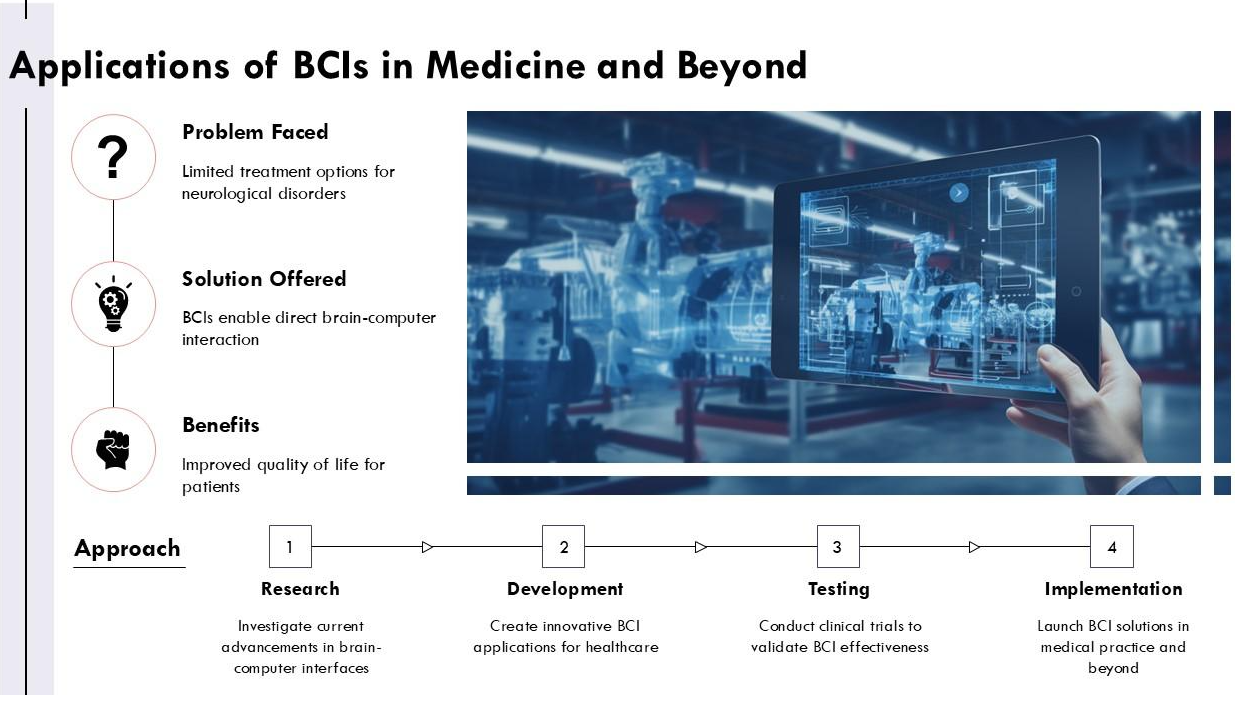 Applications of BCIs in Medicine and Beyond
?
Problem Faced
Limited treatment options for
neurological disorders
Solution Offered
BCIs enable direct brain-computer
interaction
Benefits
Improved quality of life for
patients
Approach
1
Research
Investigate current
advancements in brain-
computer interfaces
2
Development
Create innovative BCI
applications for healthcare
3
Testing
Conduct clinical trials to
validate BCI effectiveness
4
Implementation
Launch BCI solutions in
medical practice and
beyond